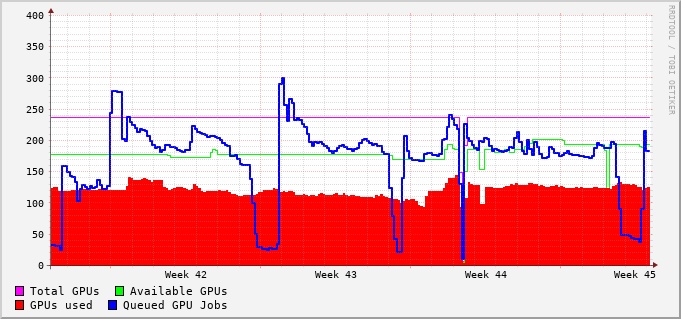 400
350
300
250
200
150
100
50
0
Week 42 Week 43 Week 44 Week 45
Total GPUs Available GPUs
GPUs used Queued GPU Jobs
RRDTOOL / TOBI OETIKER